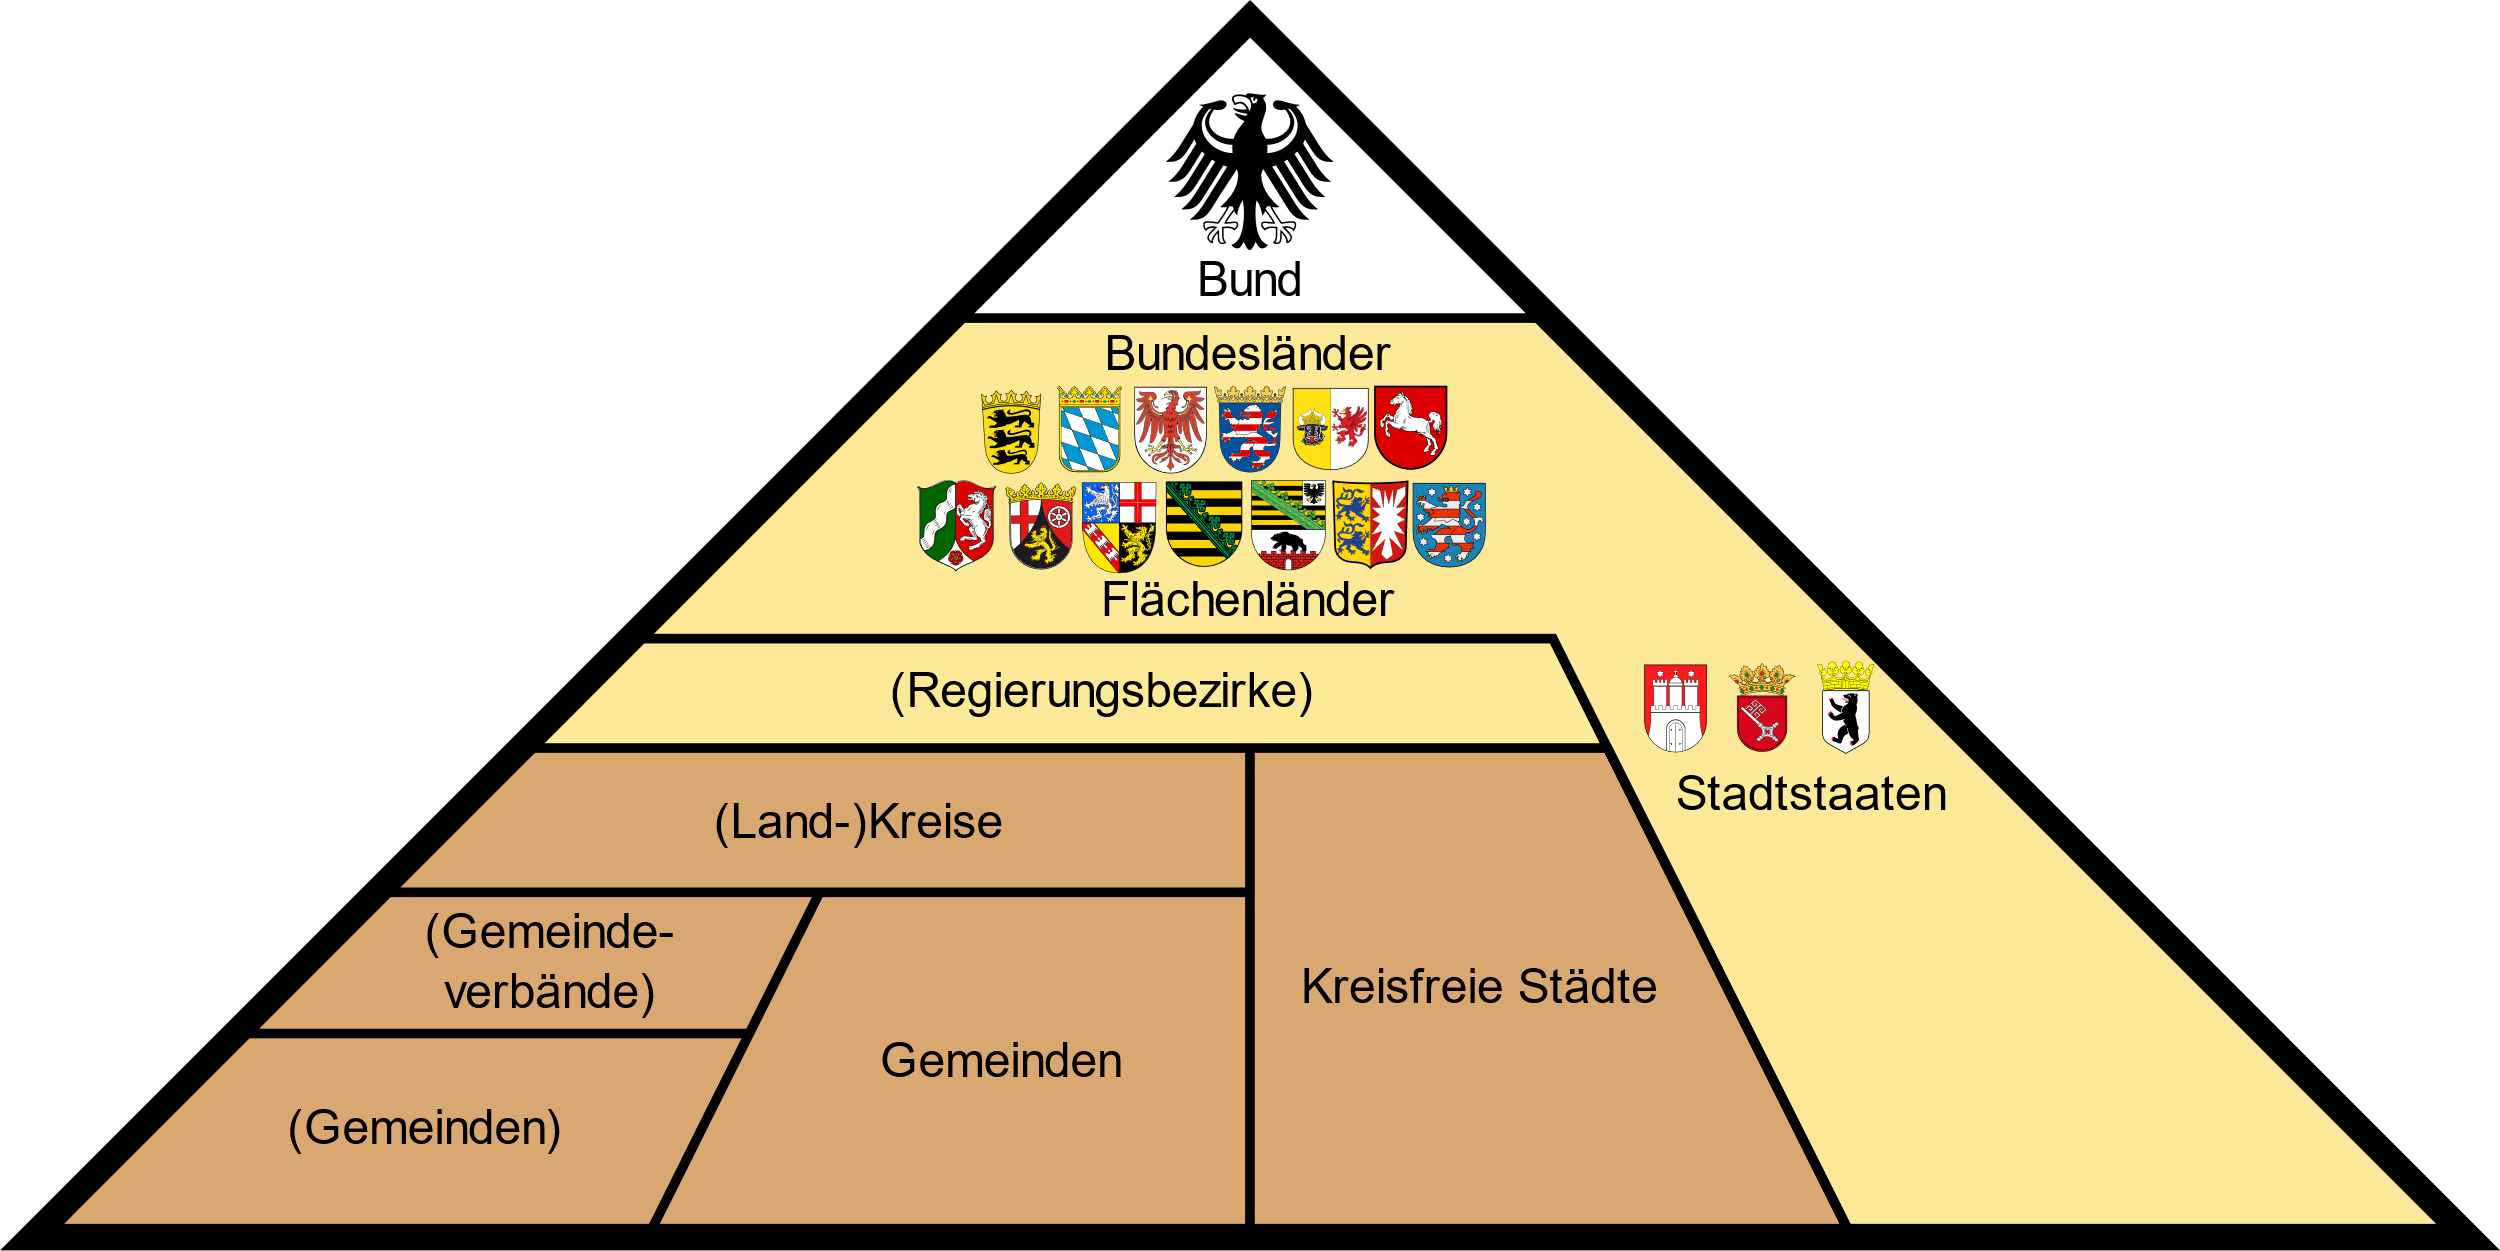 Bund
Bundesländer
Flächenländer
(Regierungsbezirke)
Stadtstaaten
(Land-)Kreise
(Gemeinde-
verbände)
Gemeinden
Kreisfreie Städte
(Gemeinden)